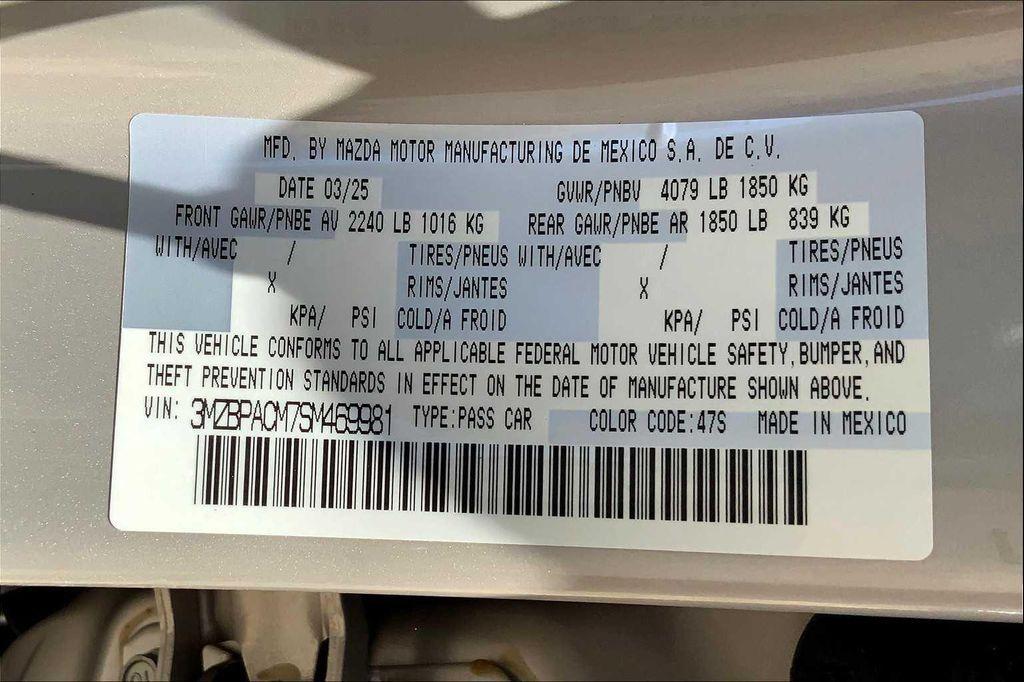 MFD. BY MAZDA MOTOR MANUFACTURING DE MEXICO S.A. DE C.V.
DATE 03/25 GVWR/PNBV 4079 LB 1850 KG
FRONT GAWR/PNBE AV 2240 LB 1016 KG REAR GAWR/PNBE AR 1850 LB 839 KG
WITH/AVEC / TIRES/PNEUS WITH/AVEC / TIRES/PNEUS
X RIMS/JANTES X RIMS/JANTES
KPA/ PSI COLD/A FROID KPA/ PSI COLD/A FROID
THIS VEHICLE CONFORMS TO ALL APPLICABLE FEDERAL MOTOR VEHICLE SAFETY, BUMPER, AND
THEFT PREVENTION STANDARDS IN EFFECT ON THE DATE OF MANUFACTURE SHOWN ABOVE.
VIN: 3MZBPACM7SM469981 TYPE:PASS CAR COLOR CODE:47S MADE IN MEXICO